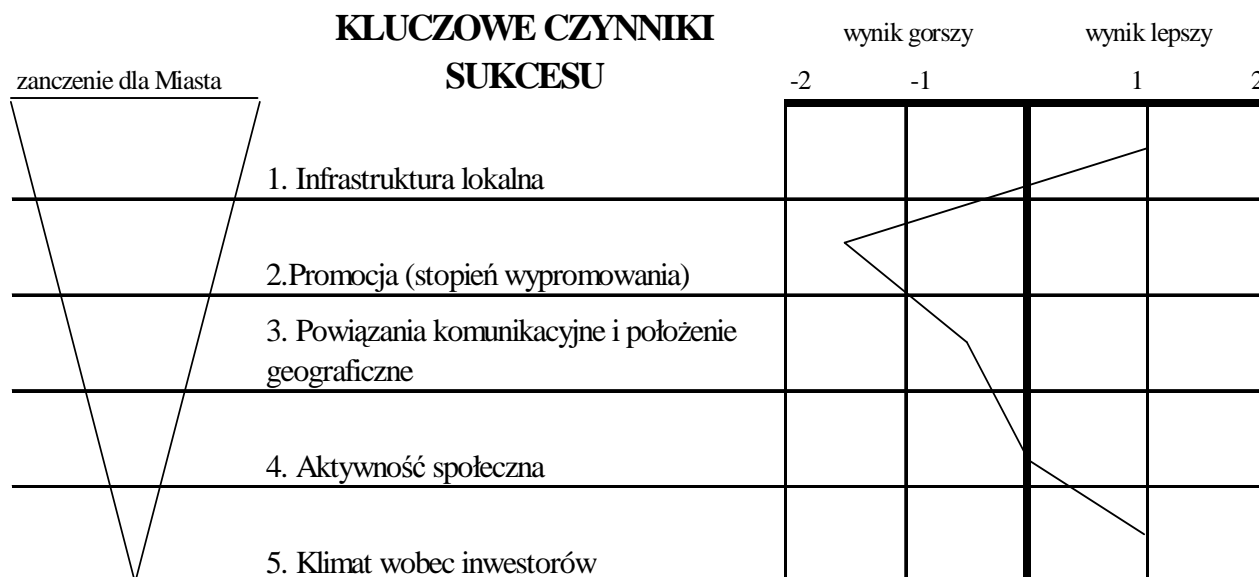 KLUCZOWE CZYNNIKI
SUKCESU
wynik gorszy
wynik lepszy
zanczenie dla Miasta
-2
-1
1
2
1. Infrastruktura lokalna
2.Promocja (stopień wypromowania)
3. Powiązania komunikacyjne i położenie
geograficzne
4. Aktywność społeczna
5. Klimat wobec inwestorów